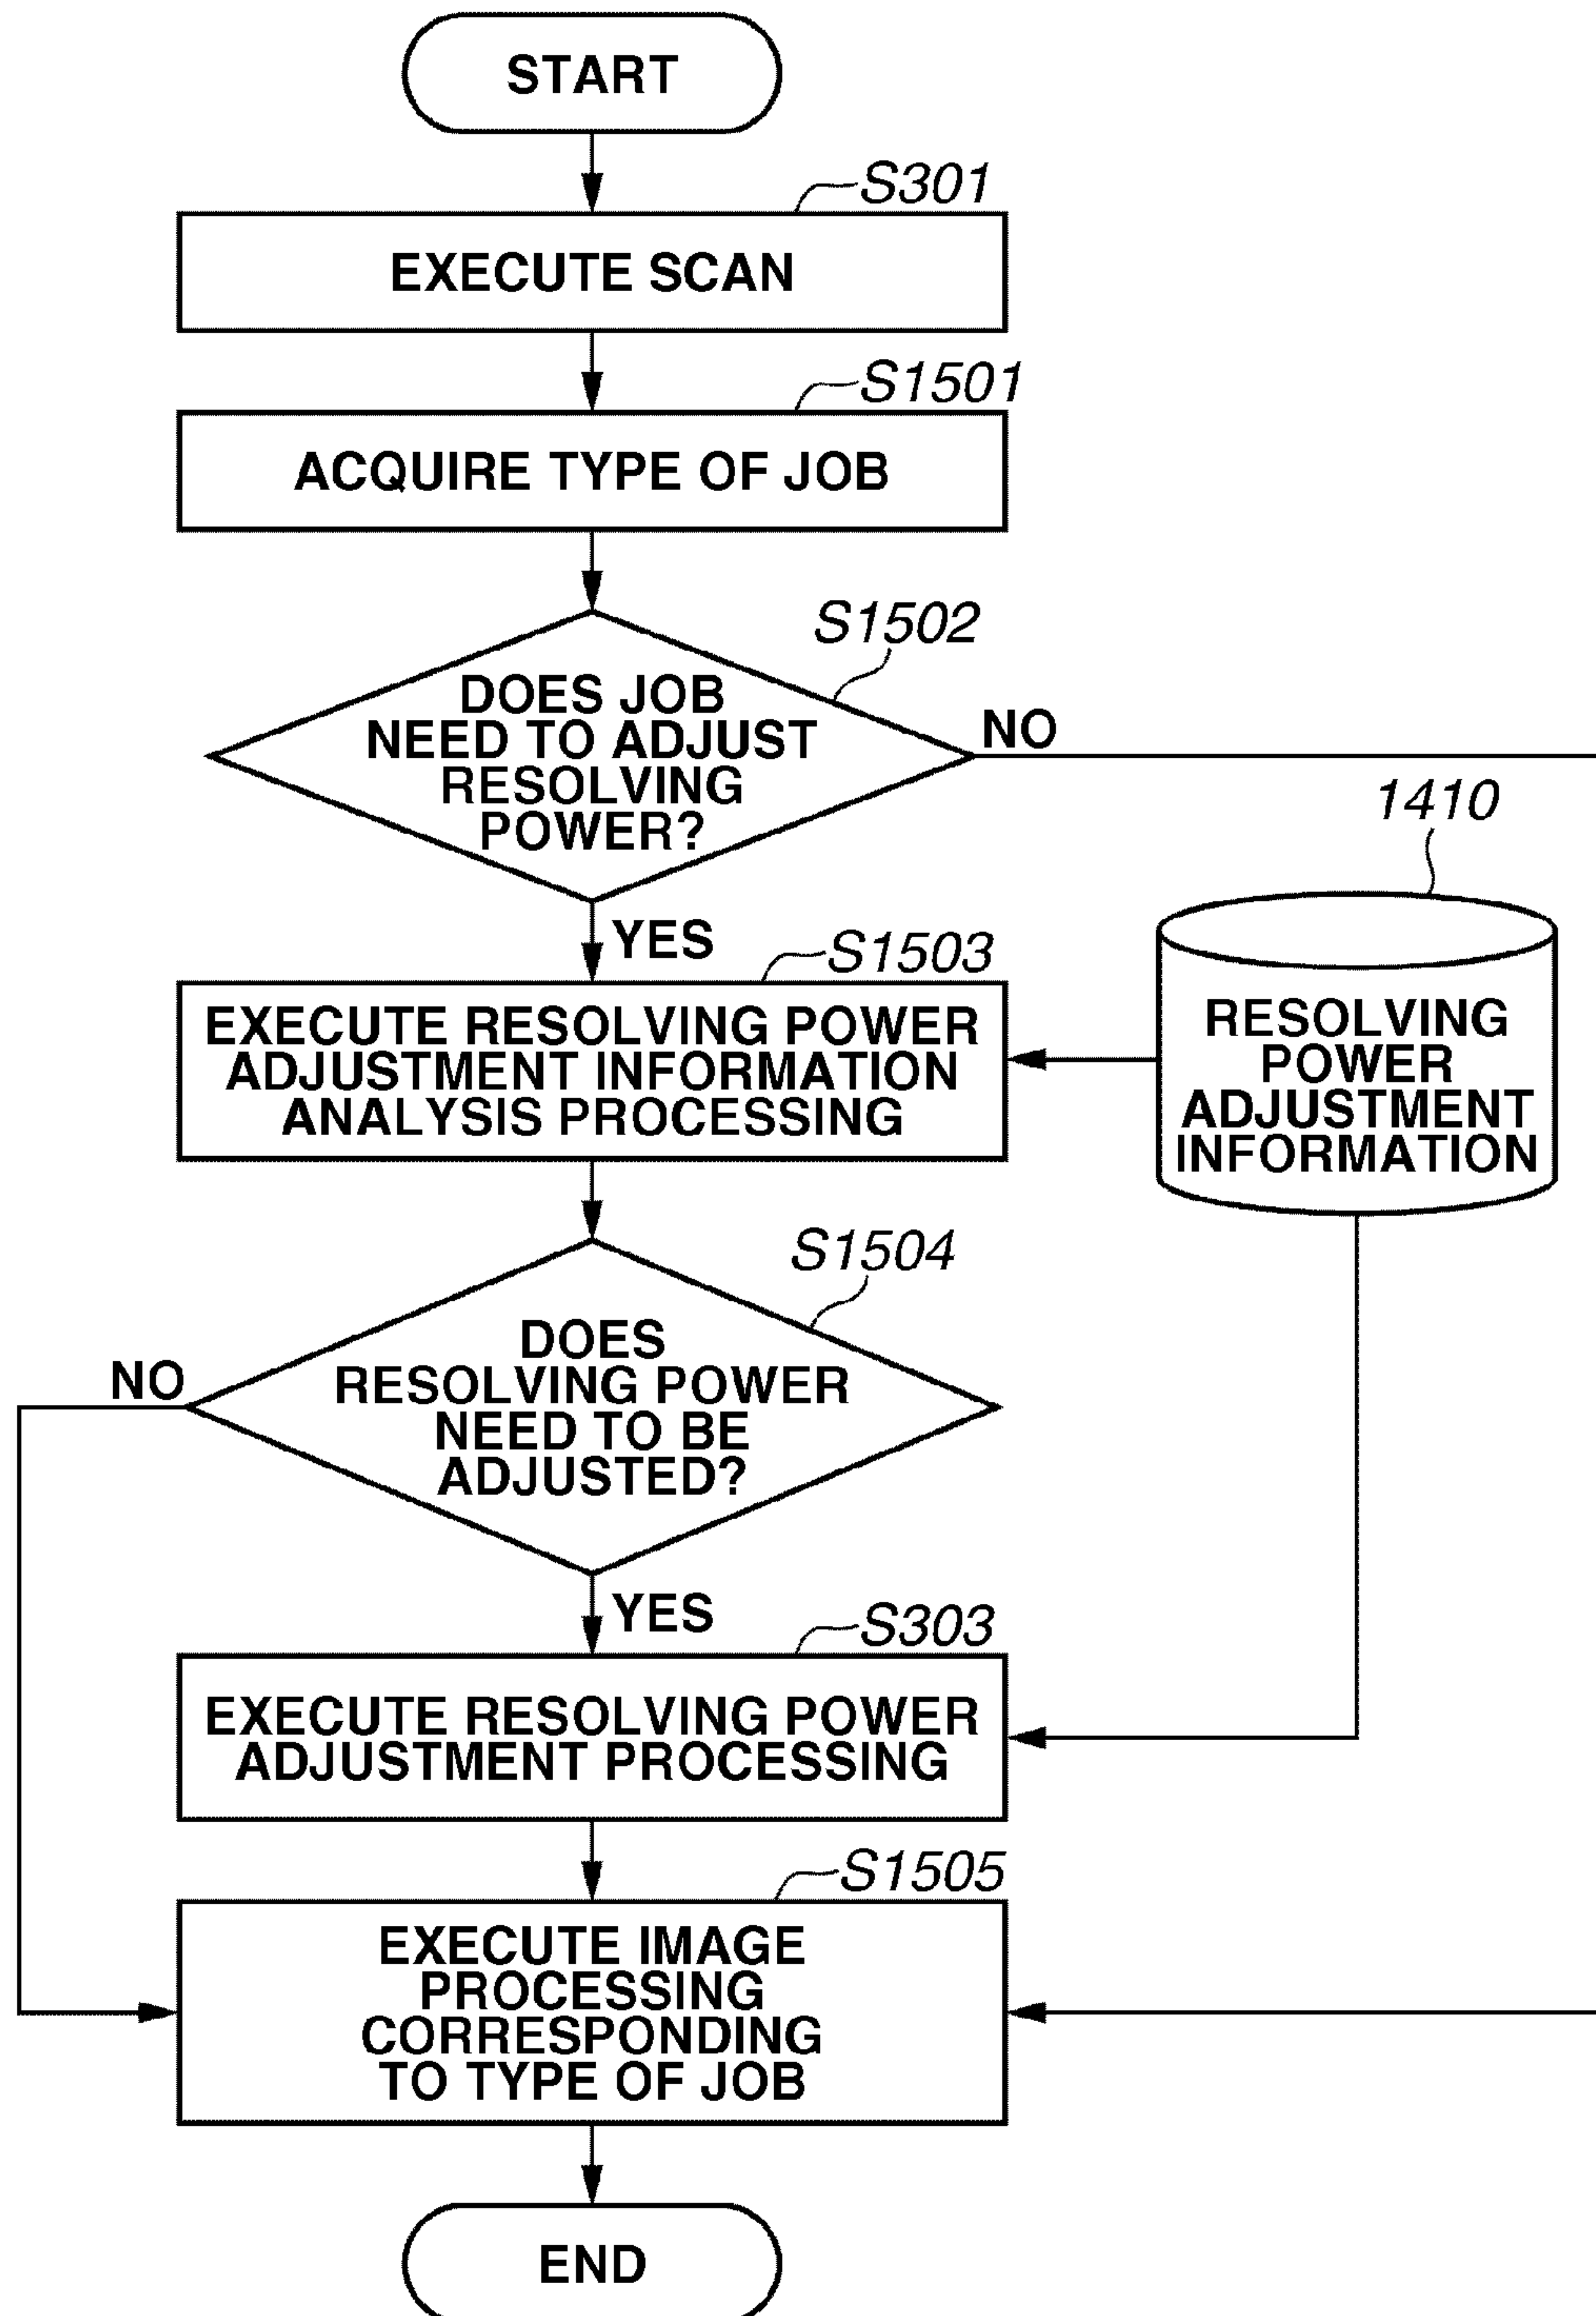 START
S301
EXECUTE SCAN
S1501
ACQUIRE TYPE OF JOB
S1502
DOES JOB
NEED TO ADJUST
RESOLVING
POWER?
NO
1410
YES
S1503
EXECUTE RESOLVING POWER
ADJUSTMENT INFORMATION
ANALYSIS PROCESSING
RESOLVING
POWER
ADJUSTMENT
INFORMATION
S1504
DOES
RESOLVING POWER
NEED TO BE
ADJUSTED?
NO
YES
S303
EXECUTE RESOLVING POWER
ADJUSTMENT PROCESSING
S1505
EXECUTE IMAGE
PROCESSING
CORRESPONDING
TO TYPE OF JOB
END